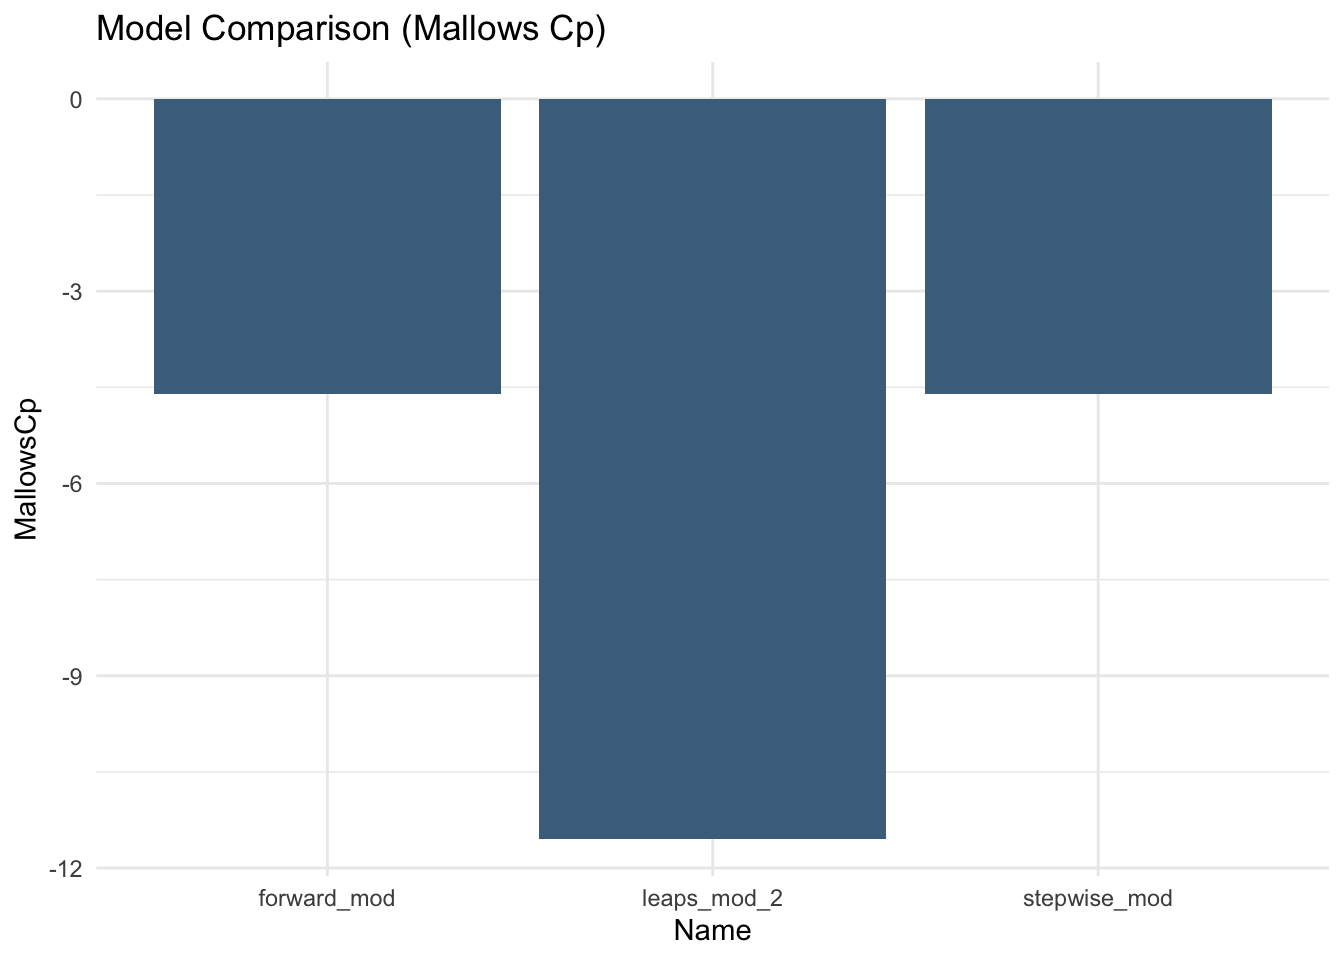 Model Comparison (Mallows Cp)
0
-3
-6
-9
-12
MallowsCp
forward_mod
leaps_mod_2
stepwise_mod
Name